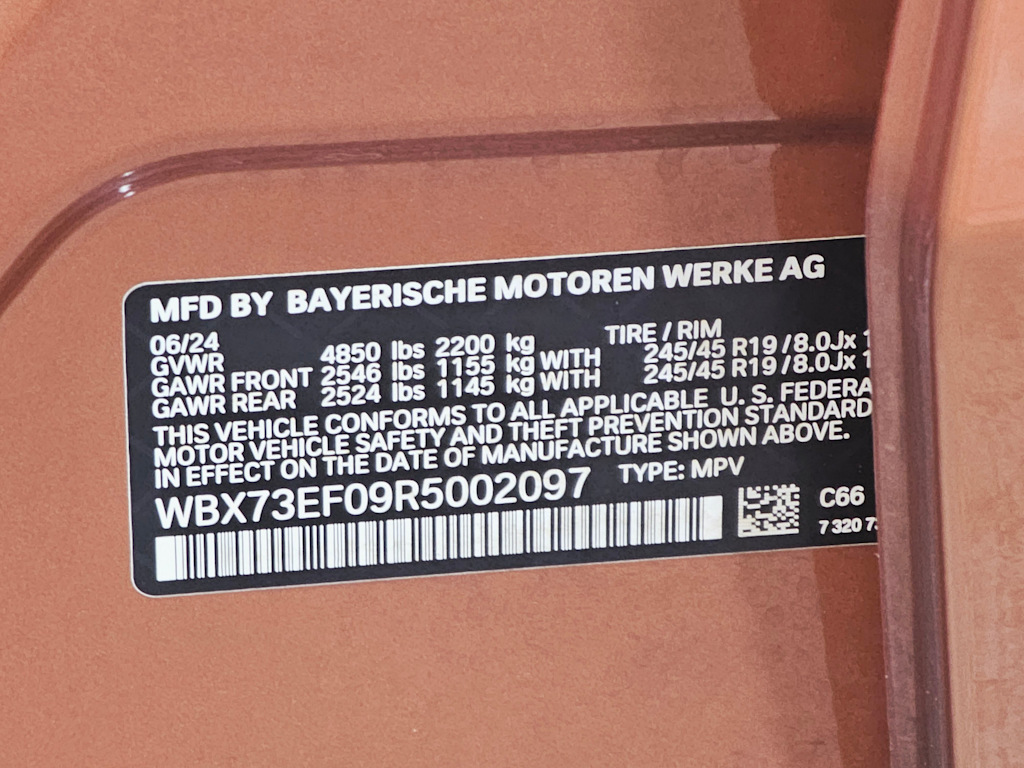 MFD BY BAYERISCHE MOTOREN WERKE AG
06/24 TIRE / RIM
GVWR 4850 lbs 2200 kg
GAWR FRONT 2546 lbs 1155 kg WITH 245/45 R19 /8.0Jx
GAWR REAR 2524 lbs 1145 kg WITH 245/45 R19 /8.0Jx
THIS VEHICLE CONFORMS TO ALL APPLICABLE U. S. FEDERA
MOTOR VEHICLE SAFETY AND THEFT PREVENTION STANDARD
IN EFFECT ON THE DATE OF MANUFACTURE SHOWN ABOVE.
WBX73EF09R5002097 TYPE: MPV
C66
7 320